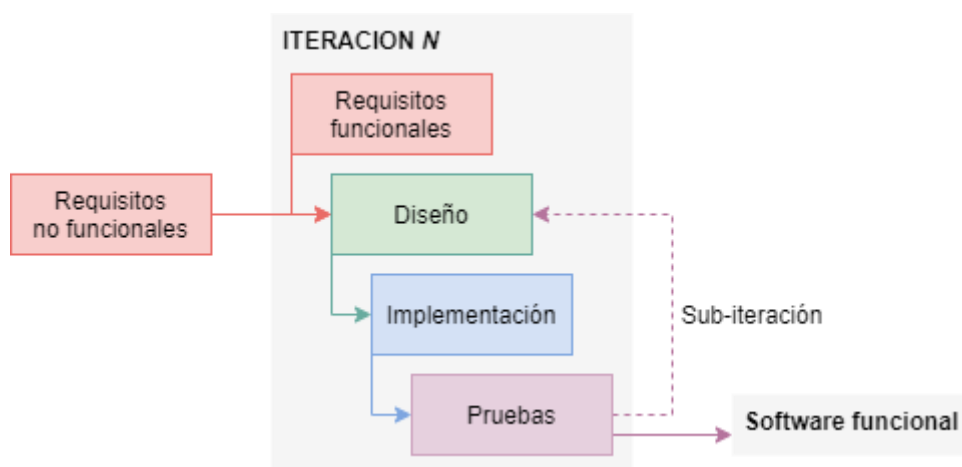 ITERACION N
Requisitos
funcionales
Requisitos
no funcionales
Diseño
Implementación
Sub-iteración
Pruebas
Software funcional